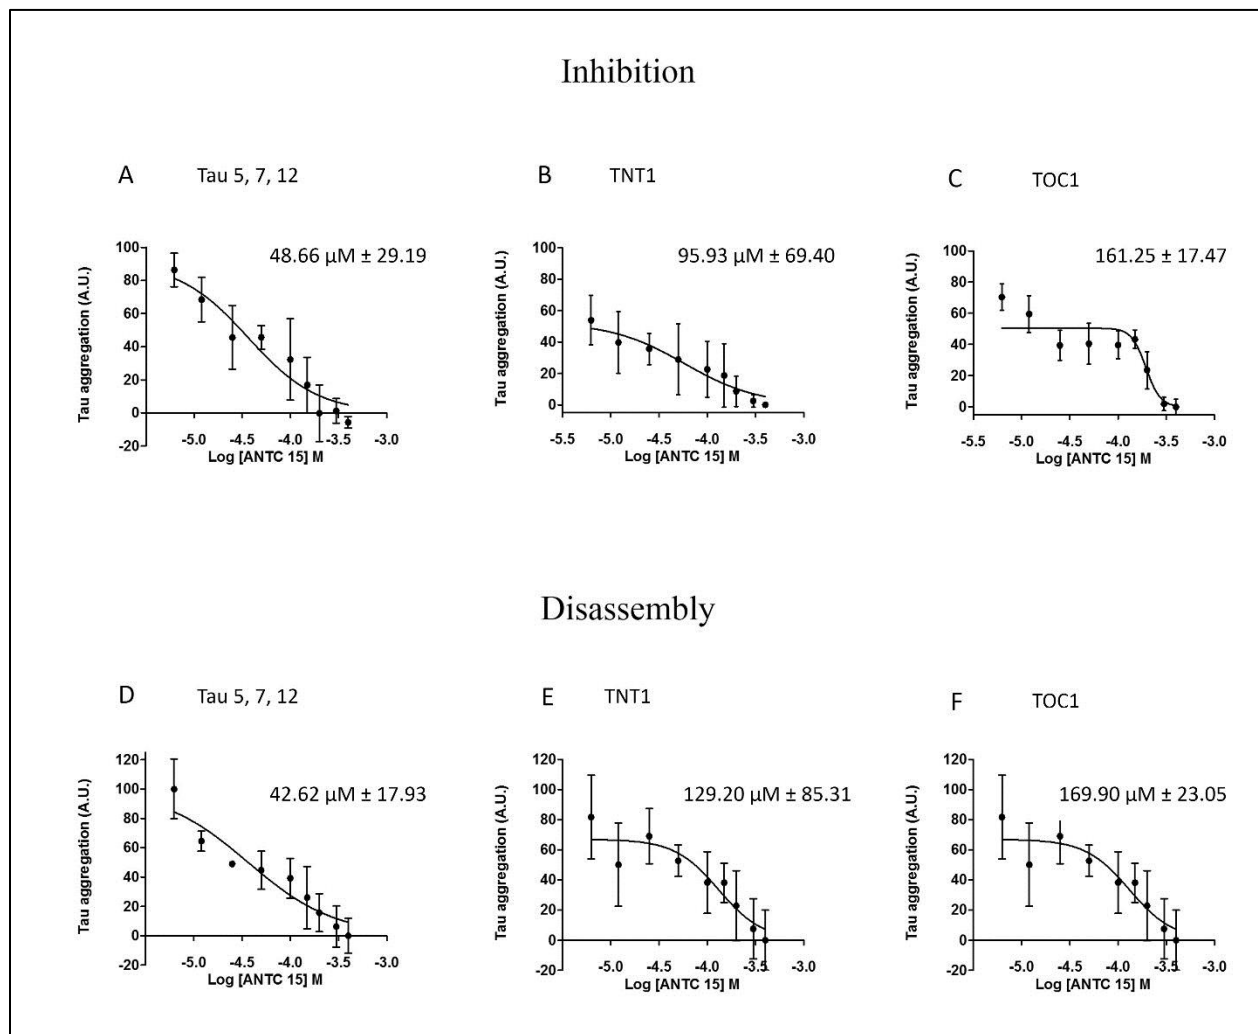 Inhibition
A Tau 5, 7, 12
B TNT1
C TOC1
48.66 μM ± 29.19
95.93 μM ± 69.40
161.25 ± 17.47
Tau aggregation (A.U.)
100
80
60
40
20
0
-20
-5.0 -4.5 -4.0 -3.5 -3.0
Log [ANTC 15] M
Tau aggregation (A.U.)
100
80
60
40
20
0
-5.5 -5.0 -4.5 -4.0 -3.5 -3.0
Log [ANTC 15] M
Tau aggregation (A.U.)
100
80
60
40
20
0
-5.5 -5.0 -4.5 -4.0 -3.5 -3.0
Log [ANTC 15] M
Disassembly
D Tau 5, 7, 12
E TNT1
F TOC1
42.62 μM ± 17.93
129.20 μM ± 85.31
169.90 μM ± 23.05
Tau aggregation (A.U.)
120
100
80
60
40
20
0
-20
-5.0 -4.5 -4.0 -3.5 -3.0
Log [ANTC 15] M
Tau aggregation (A.U.)
120
100
80
60
40
20
0
-20
-5.0 -4.5 -4.0 -3.5 -3.0
Log [ANTC 15] M
Tau aggregation (A.U.)
120
100
80
60
40
20
0
-20
-5.0 -4.5 -4.0 -3.5 -3.0
Log [ANTC 15] M